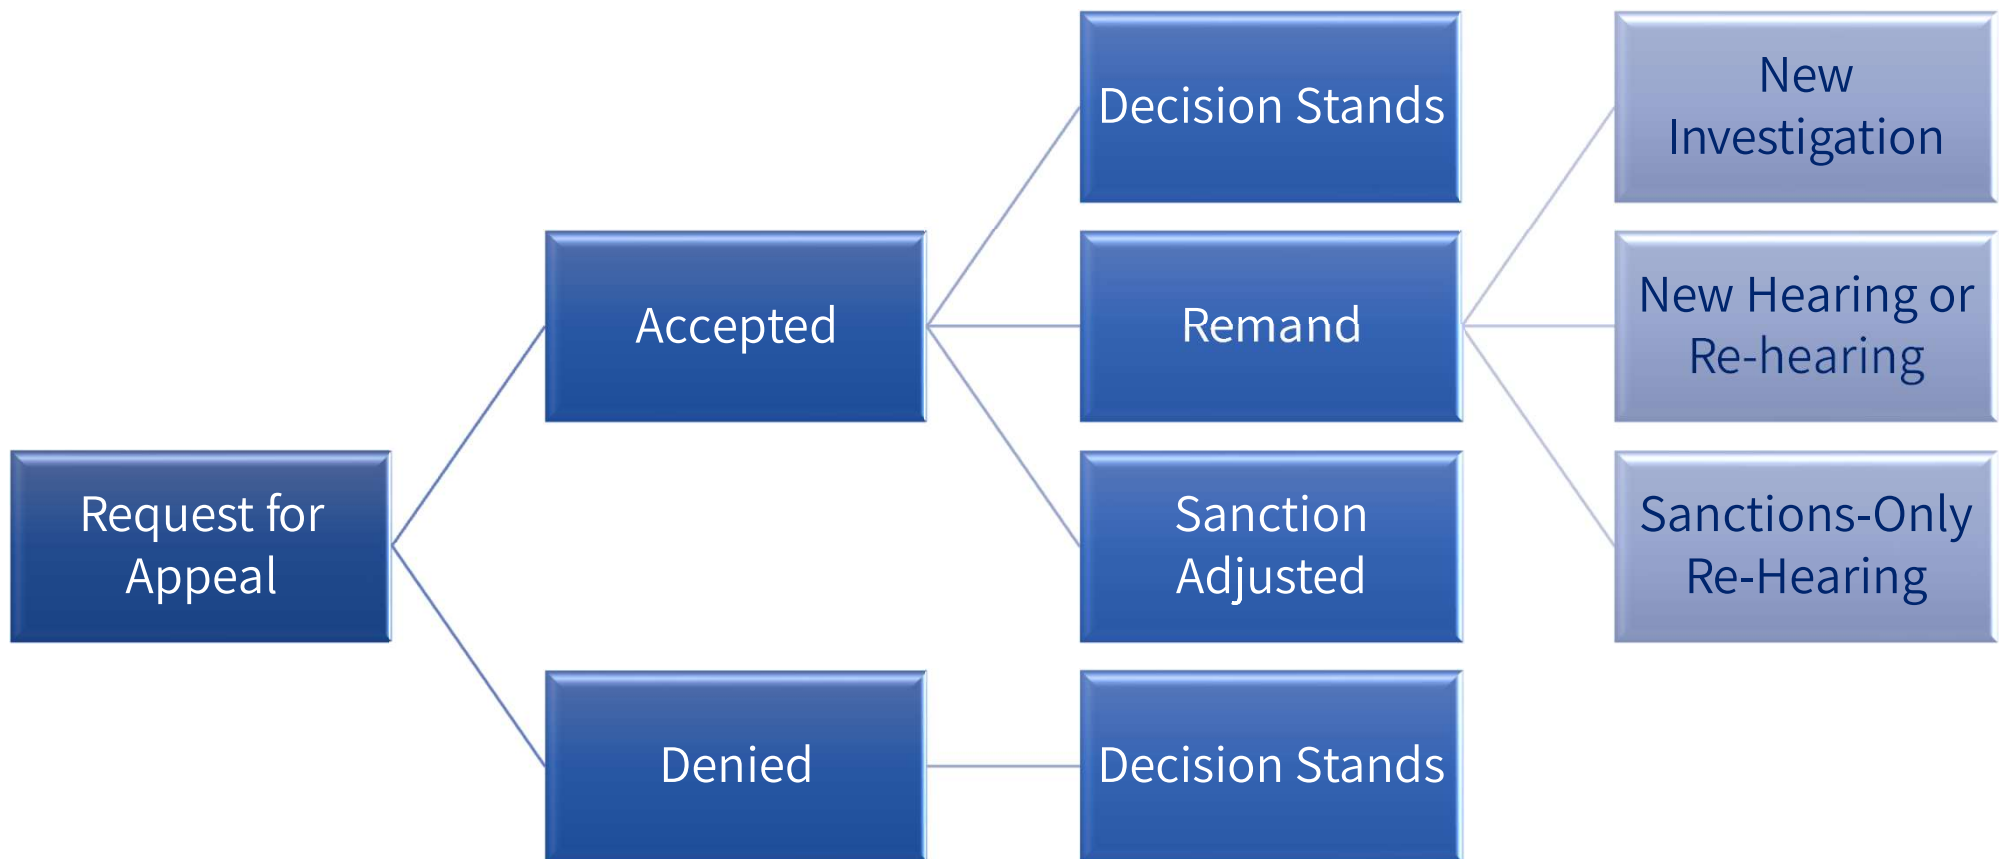 Request for
Appeal
Accepted
Denied
Decision Stands
Remand
Sanction
Adjusted
Decision Stands
New
Investigation
New Hearing or
Re-hearing
Sanctions-Only
Re-Hearing